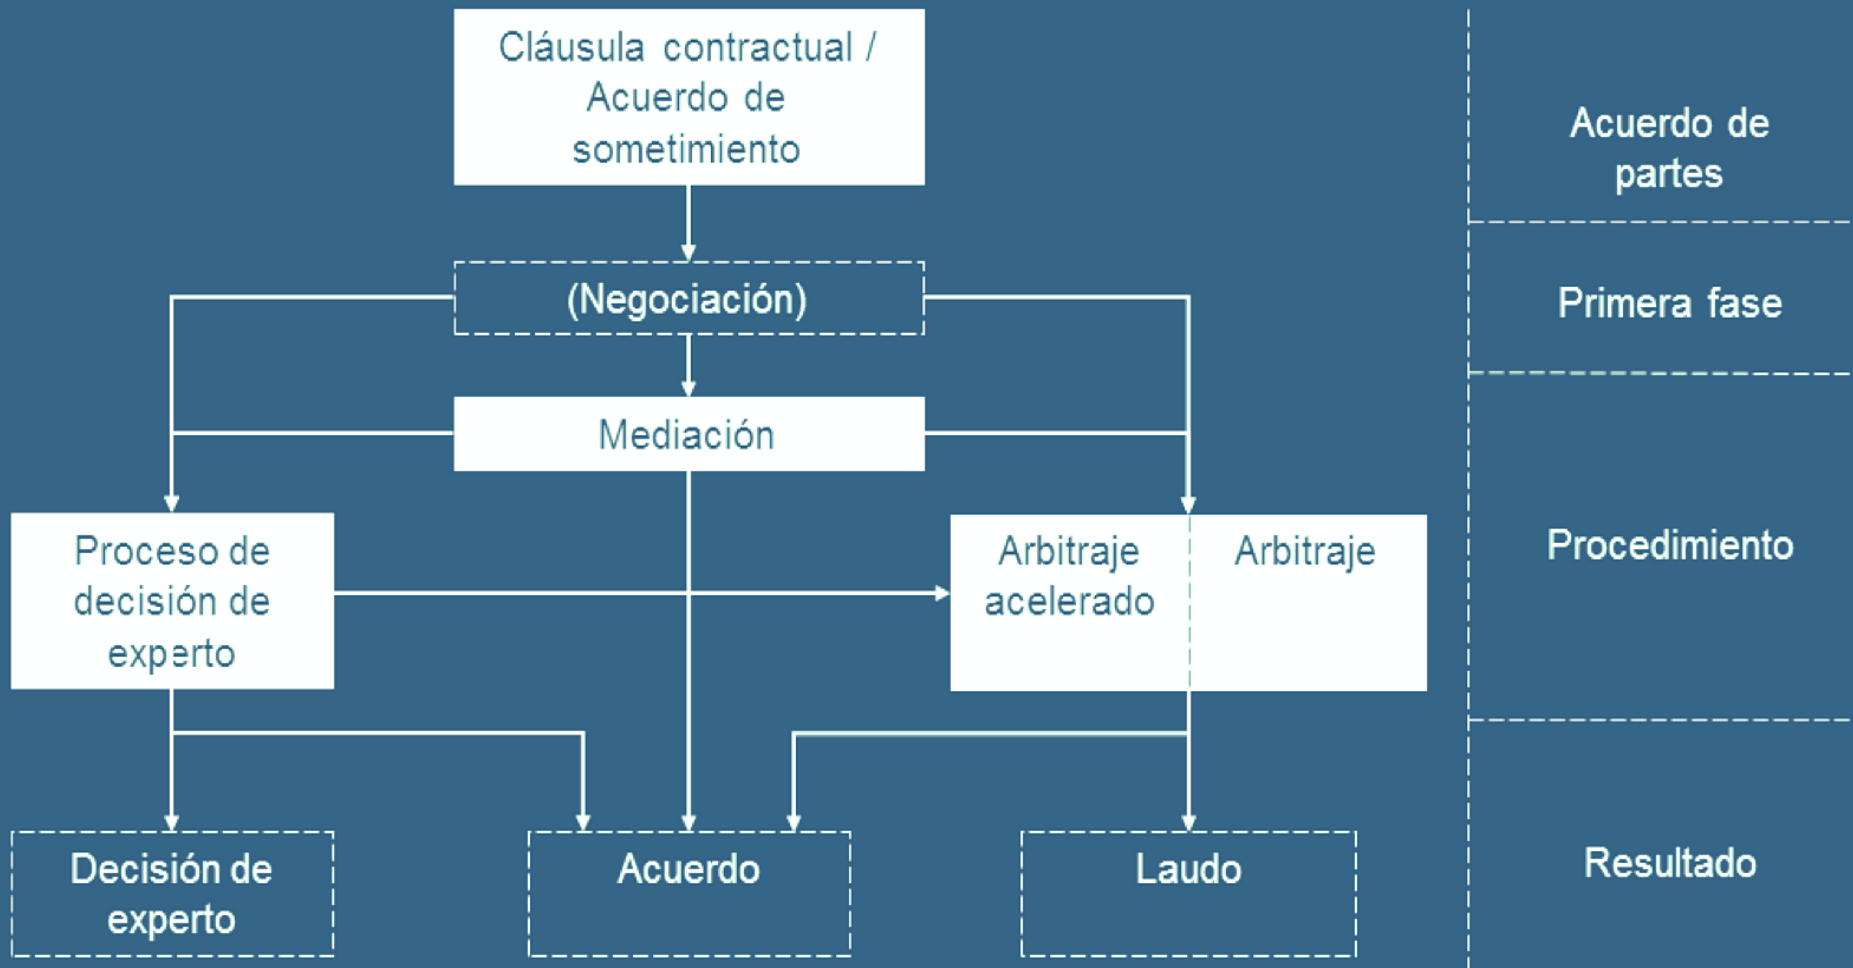 Cláusula contractual /
Acuerdo de
sometimiento
Acuerdo de
partes
(Negociación)
Primera fase
Mediación
Proceso de
decisión de
experto
Arbitraje
acelerado
Arbitraje
Procedimiento
Decisión de
experto
Acuerdo
Laudo
Resultado